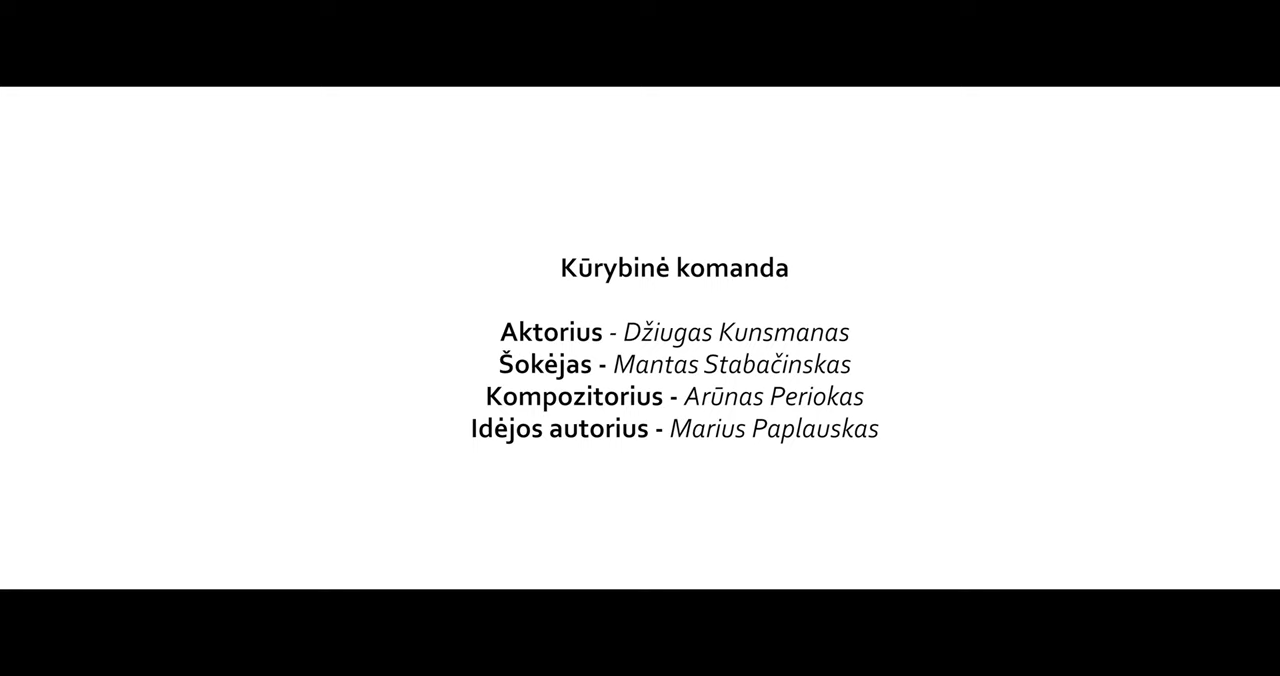 Kūrybinė komanda
Aktorius - Džiugas Kunsmanas
Šokėjas - Mantas Stabačinskas
Kompozitorius - Arūnas Periokas
Idėjos autorius - Marius Paplauskas